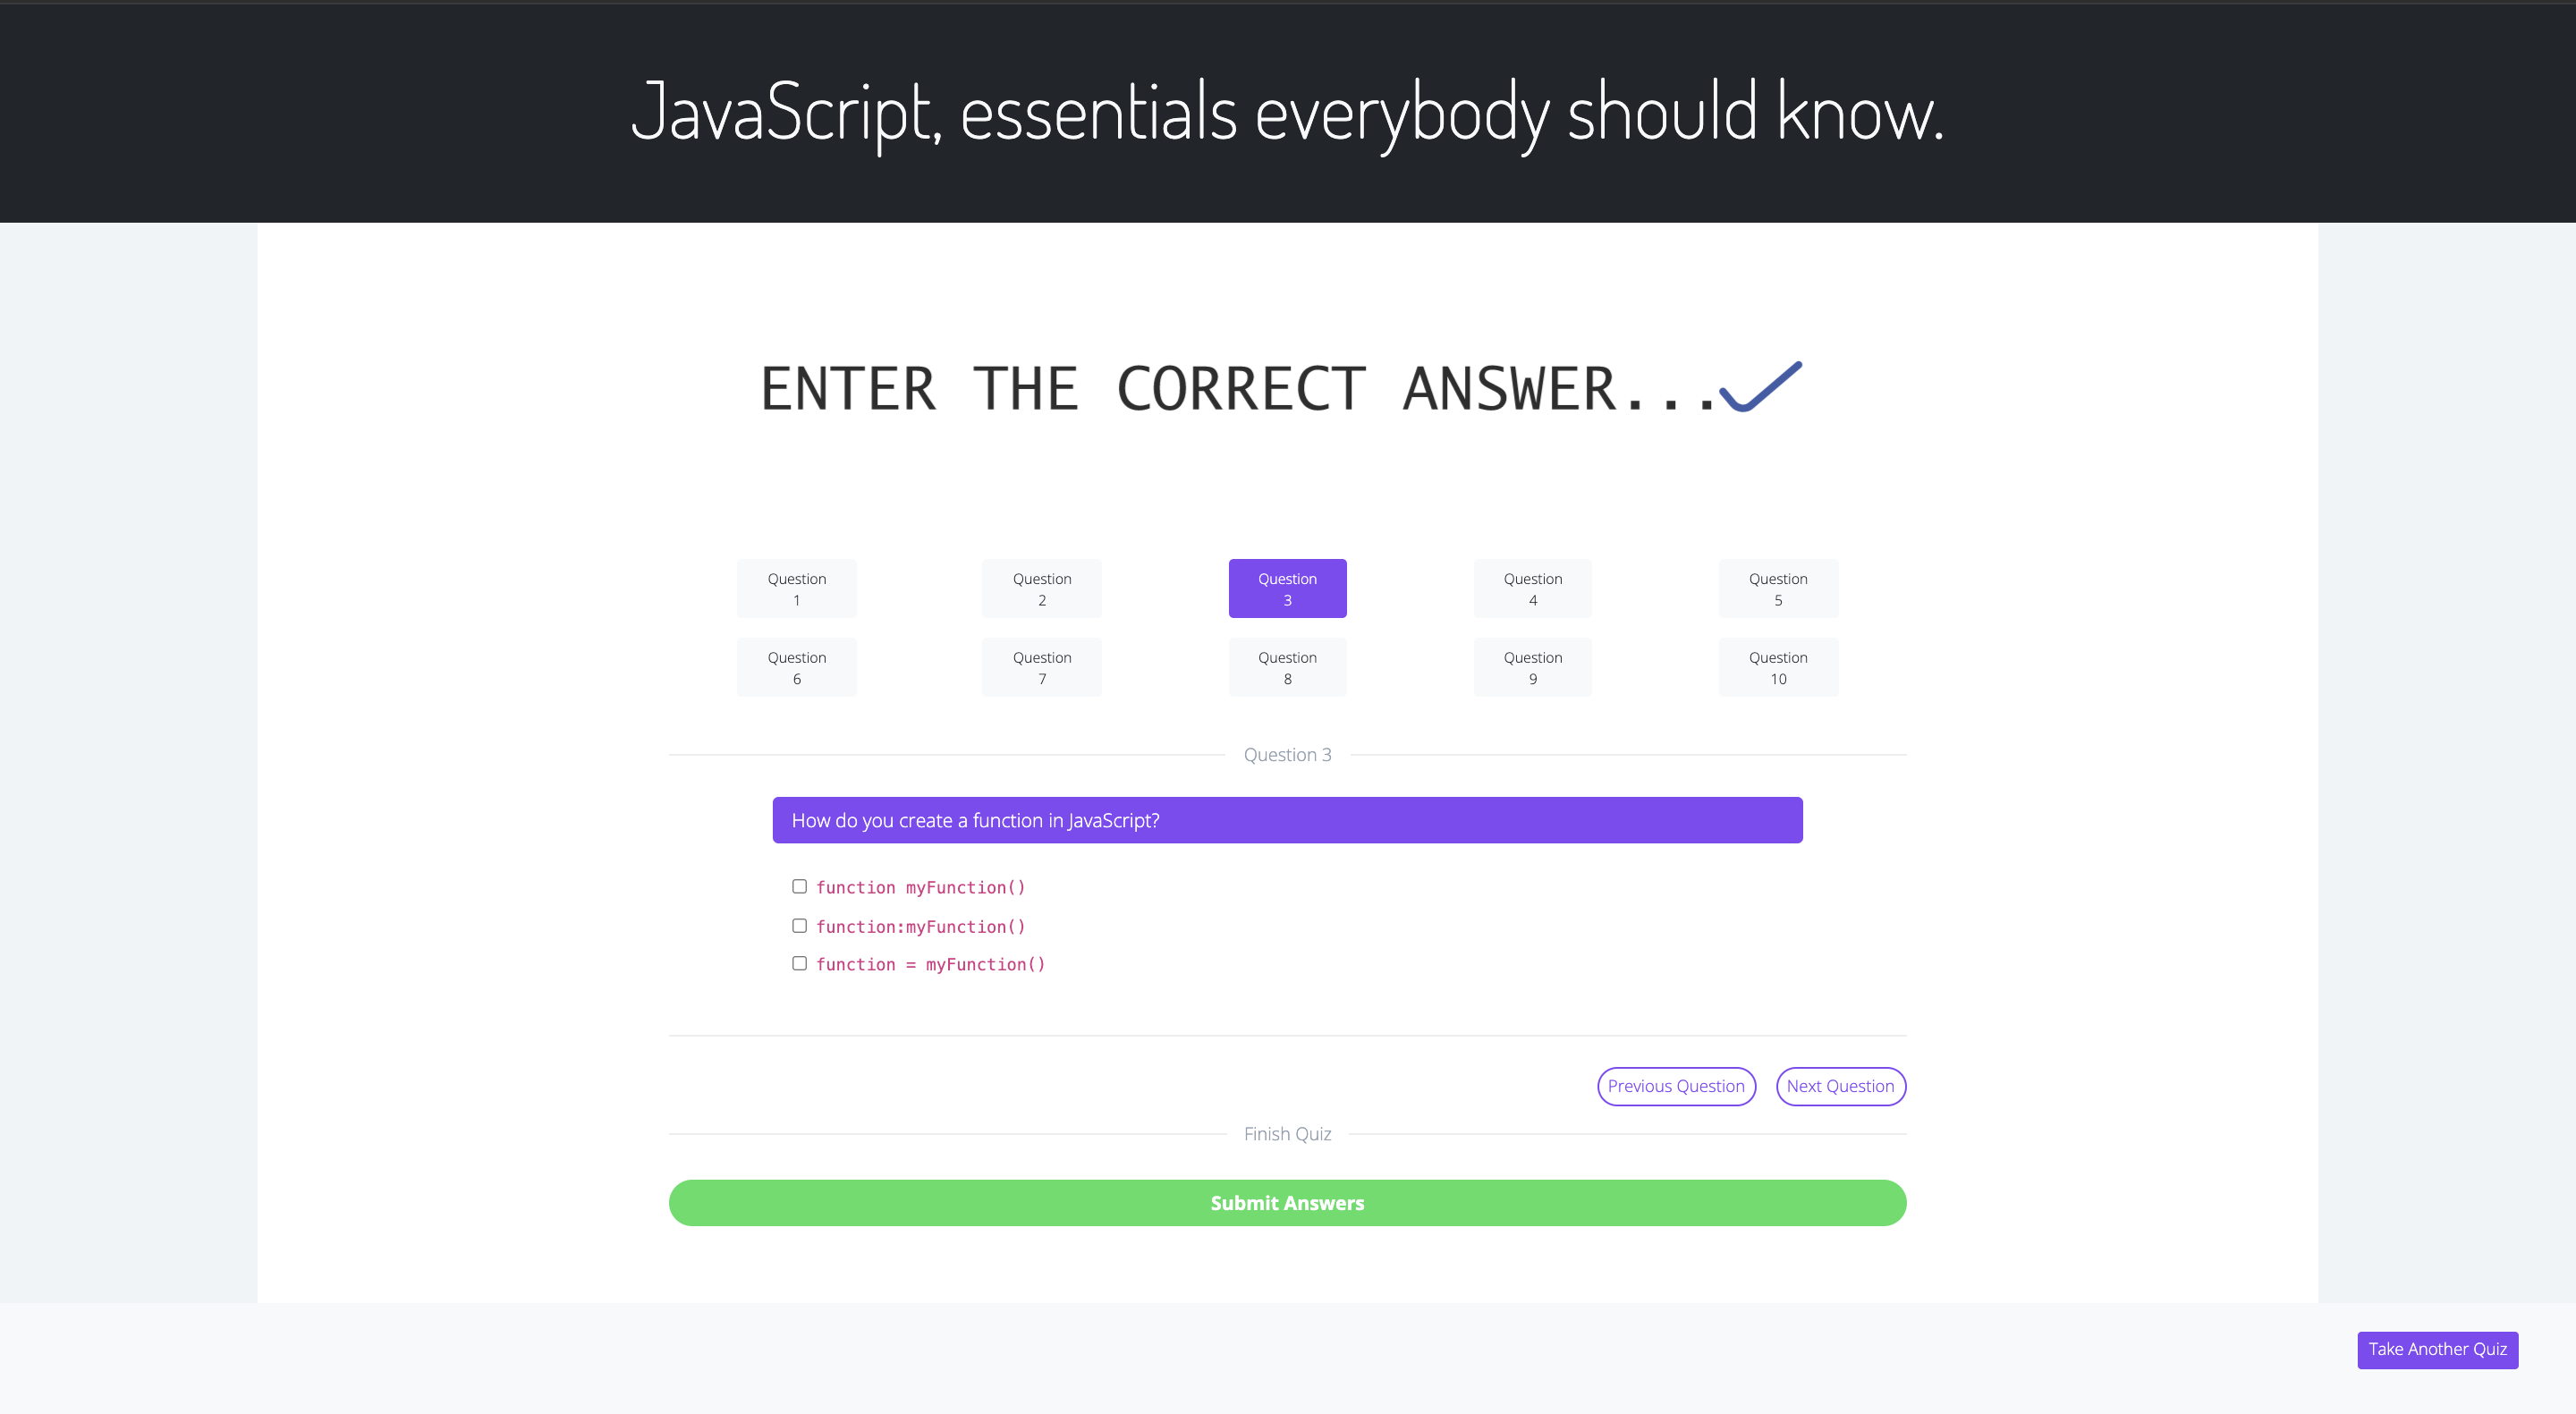 JavaScript, essentials everybody should know.
ENTER THE CORRECT ANSWER...
Question
1
Question
2
Question
3
Question
4
Question
5
Question
6
Question
7
Question
8
Question
9
Question
10
Question 3
How do you create a function in JavaScript?
function myFunction()
function:myFunction()
function = myFunction()
Previous Question
Next Question
Finish Quiz
Submit Answers
Take Another Quiz